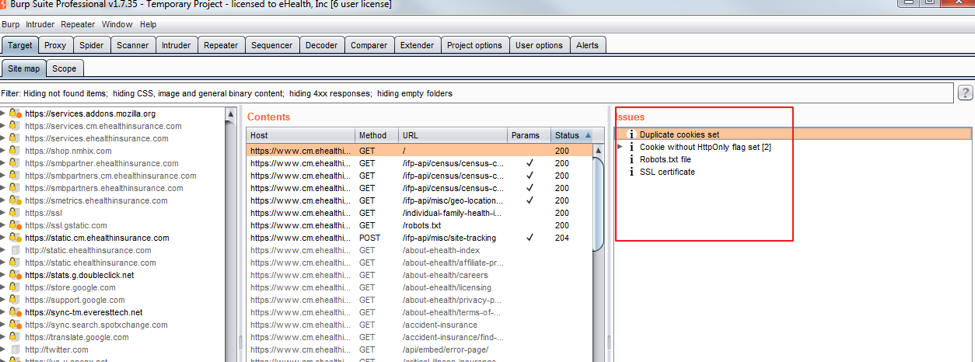 Burp Suite Professional v1.7.35 - Temporary Project - licensed to eHealth, Inc [6 user license]
Burp Intruder Repeater Window Help
Target Proxy Spider Scanner Intruder Repeater Sequencer Decoder Comparer Extender Project options User options Alerts
Site map Scope
Filter: Hiding not found items; hiding CSS, image and general binary content; hiding 4xx responses; hiding empty folders
?
https://services.addons.mozilla.org
https://services.cm.ehealthinsurance.com
https://shop.nmhix.com
https://smbpartner.ehealthinsurance.com
https://smbpartners.ehealthinsurance.com
https://smetrics.ehealthinsurance.com
https://ssl
https://ssl.gstatic.com
https://static.cm.ehealthinsurance.com
http://static.ehealthinsurance.com
https://static.ehealthinsurance.com
https://stats.g.doubleclick.net
https://store.google.com
https://support.google.com
https://sync-tm.everesttech.net
https://sync.search.spotxchange.com
https://translate.google.com
http://twitter.com
Contents
Host Method URL Params Status
https://www.cm.ehealthi... GET / 200
https://www.cm.ehealthi... GET /ifp-api/census/census-c... ✓ 200
https://www.cm.ehealthi... GET /ifp-api/census/census-c... ✓ 200
https://www.cm.ehealthi... GET /ifp-api/census/census-c... ✓ 200
https://www.cm.ehealthi... GET /ifp-api/misc/geo-location... ✓ 200
https://www.cm.ehealthi... GET /individual-family-health-i... 200
https://www.cm.ehealthi... GET /robots.txt 200
https://www.cm.ehealthi... POST /ifp-api/misc/site-tracking ✓ 204
https://www.cm.ehealthi... GET /about-ehealth-index
https://www.cm.ehealthi... GET /about-ehealth/affiliate-pr...
https://www.cm.ehealthi... GET /about-ehealth/careers
https://www.cm.ehealthi... GET /about-ehealth/licensing
https://www.cm.ehealthi... GET /about-ehealth/privacy-p...
https://www.cm.ehealthi... GET /about-ehealth/terms-of-...
https://www.cm.ehealthi... GET /accident-insurance
https://www.cm.ehealthi... GET /accident-insurance/find-...
https://www.cm.ehealthi... GET /api/embed/error-page/
Issues
Duplicate cookies set
Cookie without HttpOnly flag set [2]
Robots.txt file
SSL certificate